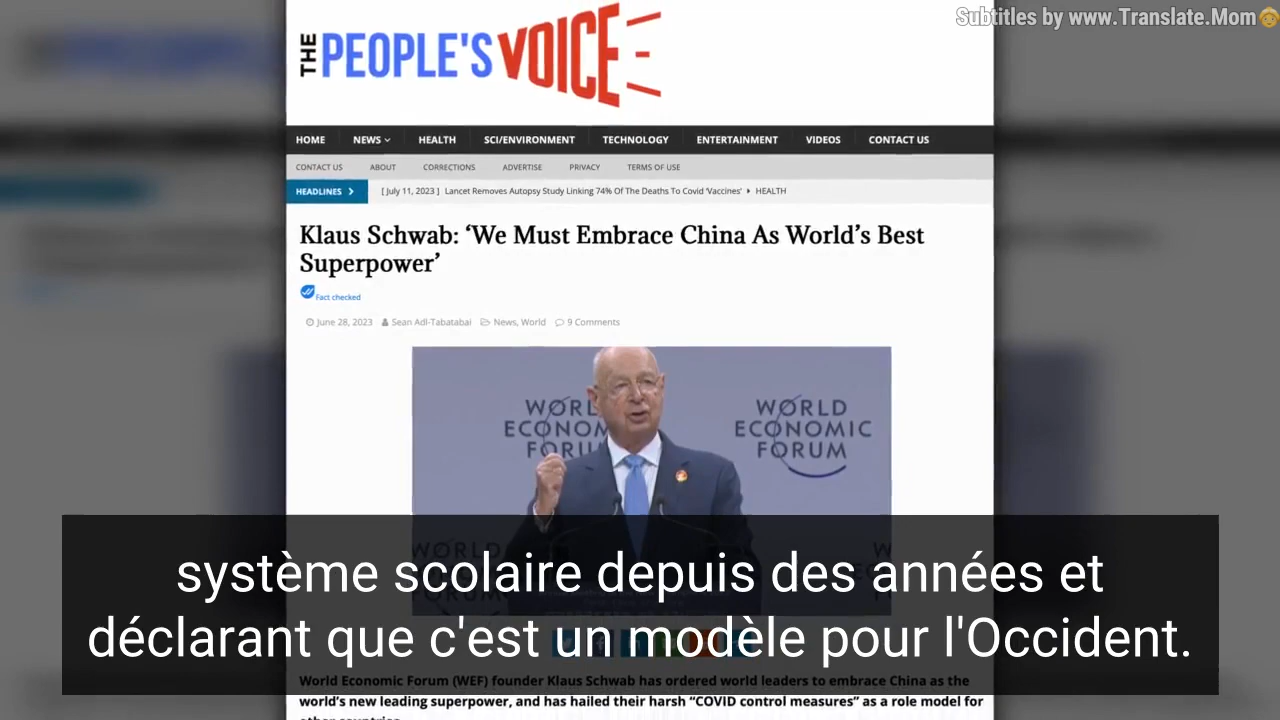 Subtitles by www.Translate.Mom
THE PEOPLE'S VOICE
HOME NEWS HEALTH SCI/ENVIRONMENT TECHNOLOGY ENTERTAINMENT VIDEOS CONTACT US
CONTACT US ABOUT CORRECTIONS ADVERTISE PRIVACY TERMS OF USE
HEADLINES [ July 11, 2023 ] Lancet Removes Autopsy Study Linking 74% Of The Deaths To Covid ‘Vaccines’ HEALTH
Klaus Schwab: ‘We Must Embrace China As World’s Best
Superpower’
Fact checked
June 28, 2023 Sean Adl-Tabatabai News, World 9 Comments
WORLD
ECONOMIC
FORUM
WORLD
ECONOMIC
FORUM
système scolaire depuis des années et
déclarant que c'est un modèle pour l'Occident.
World Economic Forum (WEF) founder Klaus Schwab has ordered world leaders to embrace China as the
world’s new leading superpower, and has hailed their harsh “COVID control measures” as a role model for